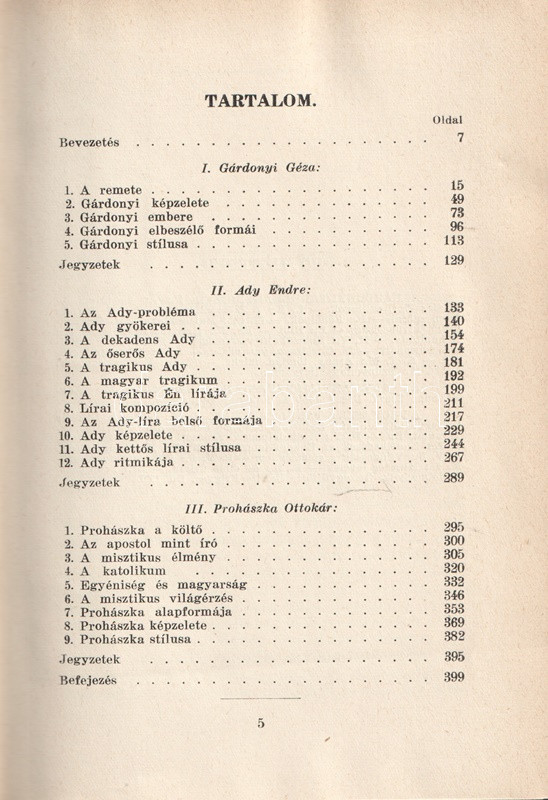 TARTALOM.
Oldal
Bevezetés . . . . . . . . . . . . . . . . . . . . 7
I. Gárdonyi Géza:
1. A remete . . . . . . . . . . . . . . . . . . . 15
2. Gárdonyi képzelete . . . . . . . . . . . . . . . 49
3. Gárdonyi embere . . . . . . . . . . . . . . . 73
4. Gárdonyi elbeszélő formái . . . . . . . . . . . . 96
5. Gárdonyi stílusa . . . . . . . . . . . . . . . . 113
Jegyzetek . . . . . . . . . . . . . . . . . . . 129
II. Ady Endre:
1. Az Ady-probléma . . . . . . . . . . . . . . . 133
2. Ady gyökerei . . . . . . . . . . . . . . . . . 140
3. A dekadens Ady . . . . . . . . . . . . . . . . 154
4. Az őserős Ady . . . . . . . . . . . . . . . . 174
5. A tragikus Ady . . . . . . . . . . . . . . . . 181
6. A magyar tragikum . . . . . . . . . . . . . . 192
7. A tragikus Én lírája . . . . . . . . . . . . . . 199
8. Lírai kompozíció . . . . . . . . . . . . . . . . 211
9. Az Ady-líra belső formája . . . . . . . . . . . . 217
10. Ady képzelete . . . . . . . . . . . . . . . . . 229
11. Ady kettős lírai stílusa . . . . . . . . . . . . . 244
12. Ady ritmikája . . . . . . . . . . . . . . . . . 267
Jegyzetek . . . . . . . . . . . . . . . . . . . 289
III. Prohászka Ottokár:
1. Prohászka a költő . . . . . . . . . . . . . . . 295
2. Az apostol mint író . . . . . . . . . . . . . . 300
3. A misztikus élmény . . . . . . . . . . . . . . 305
4. A katolikum . . . . . . . . . . . . . . . . 320
5. Egyéniség és magyarság . . . . . . . . . . . . . 332
6. A misztikus világérzés . . . . . . . . . . . . . 346
7. Prohászka alapformája . . . . . . . . . . . . . 353
8. Prohászka képzelete . . . . . . . . . . . . . . . 369
9. Prohászka stílusa . . . . . . . . . . . . . . . . 382
Jegyzetek . . . . . . . . . . . . . . . . . . . 395
Befejezés . . . . . . . . . . . . . . . . . . . . 399
5